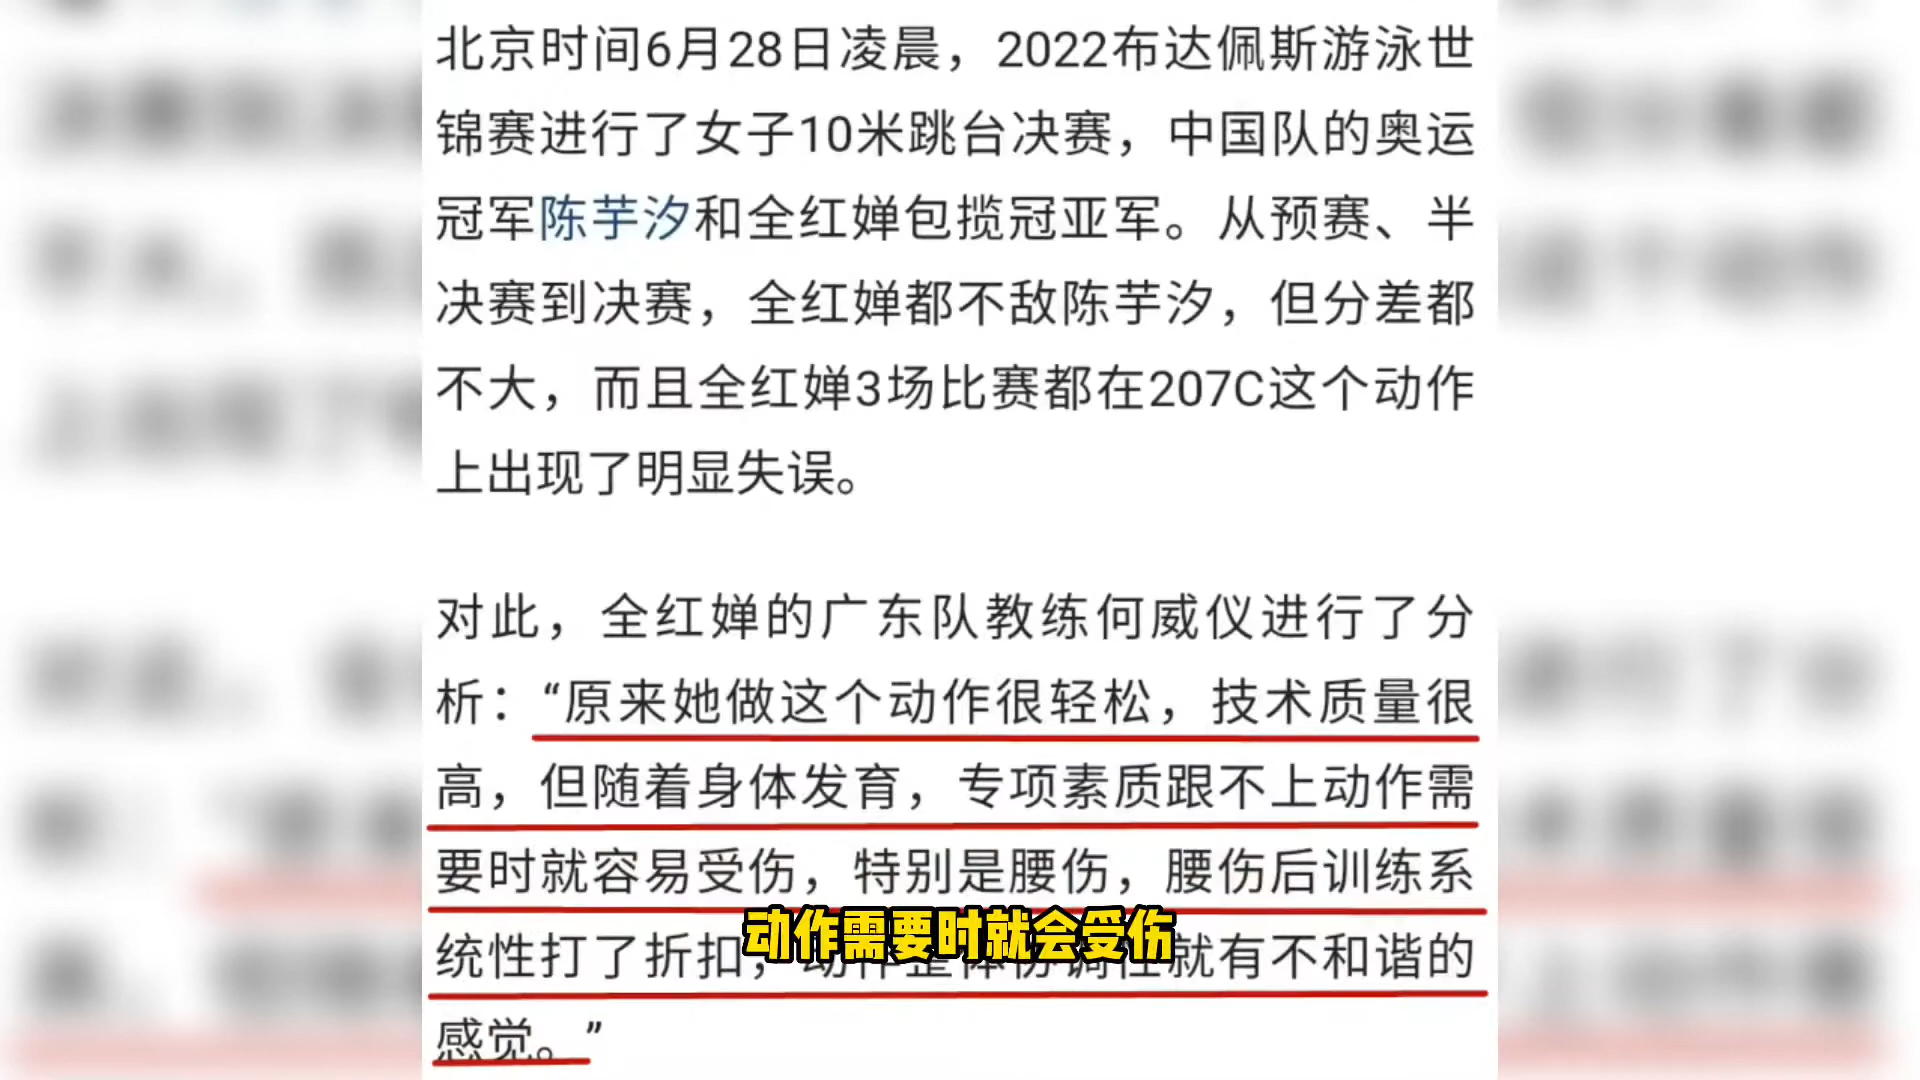 北京时间6月28日凌晨，2022布达佩斯游泳世
锦赛进行了女子10米跳台决赛，中国队的奥运
冠军陈芋汐和全红婵包揽冠亚军。从预赛、半
决赛到决赛，全红婵都不敌陈芋汐，但分差都
不大，而且全红婵3场比赛都在207C这个动作
上出现了明显失误。
对此，全红婵的广东队教练何威仪进行了分
析：“原来她做这个动作很轻松，技术质量很
高，但随着身体发育，专项素质跟不上动作需
要时就容易受伤，特别是腰伤，腰伤后训练系
动作需要时就会受伤
统性打了折扣，动作整体协调性就有不和谐的
感觉。”